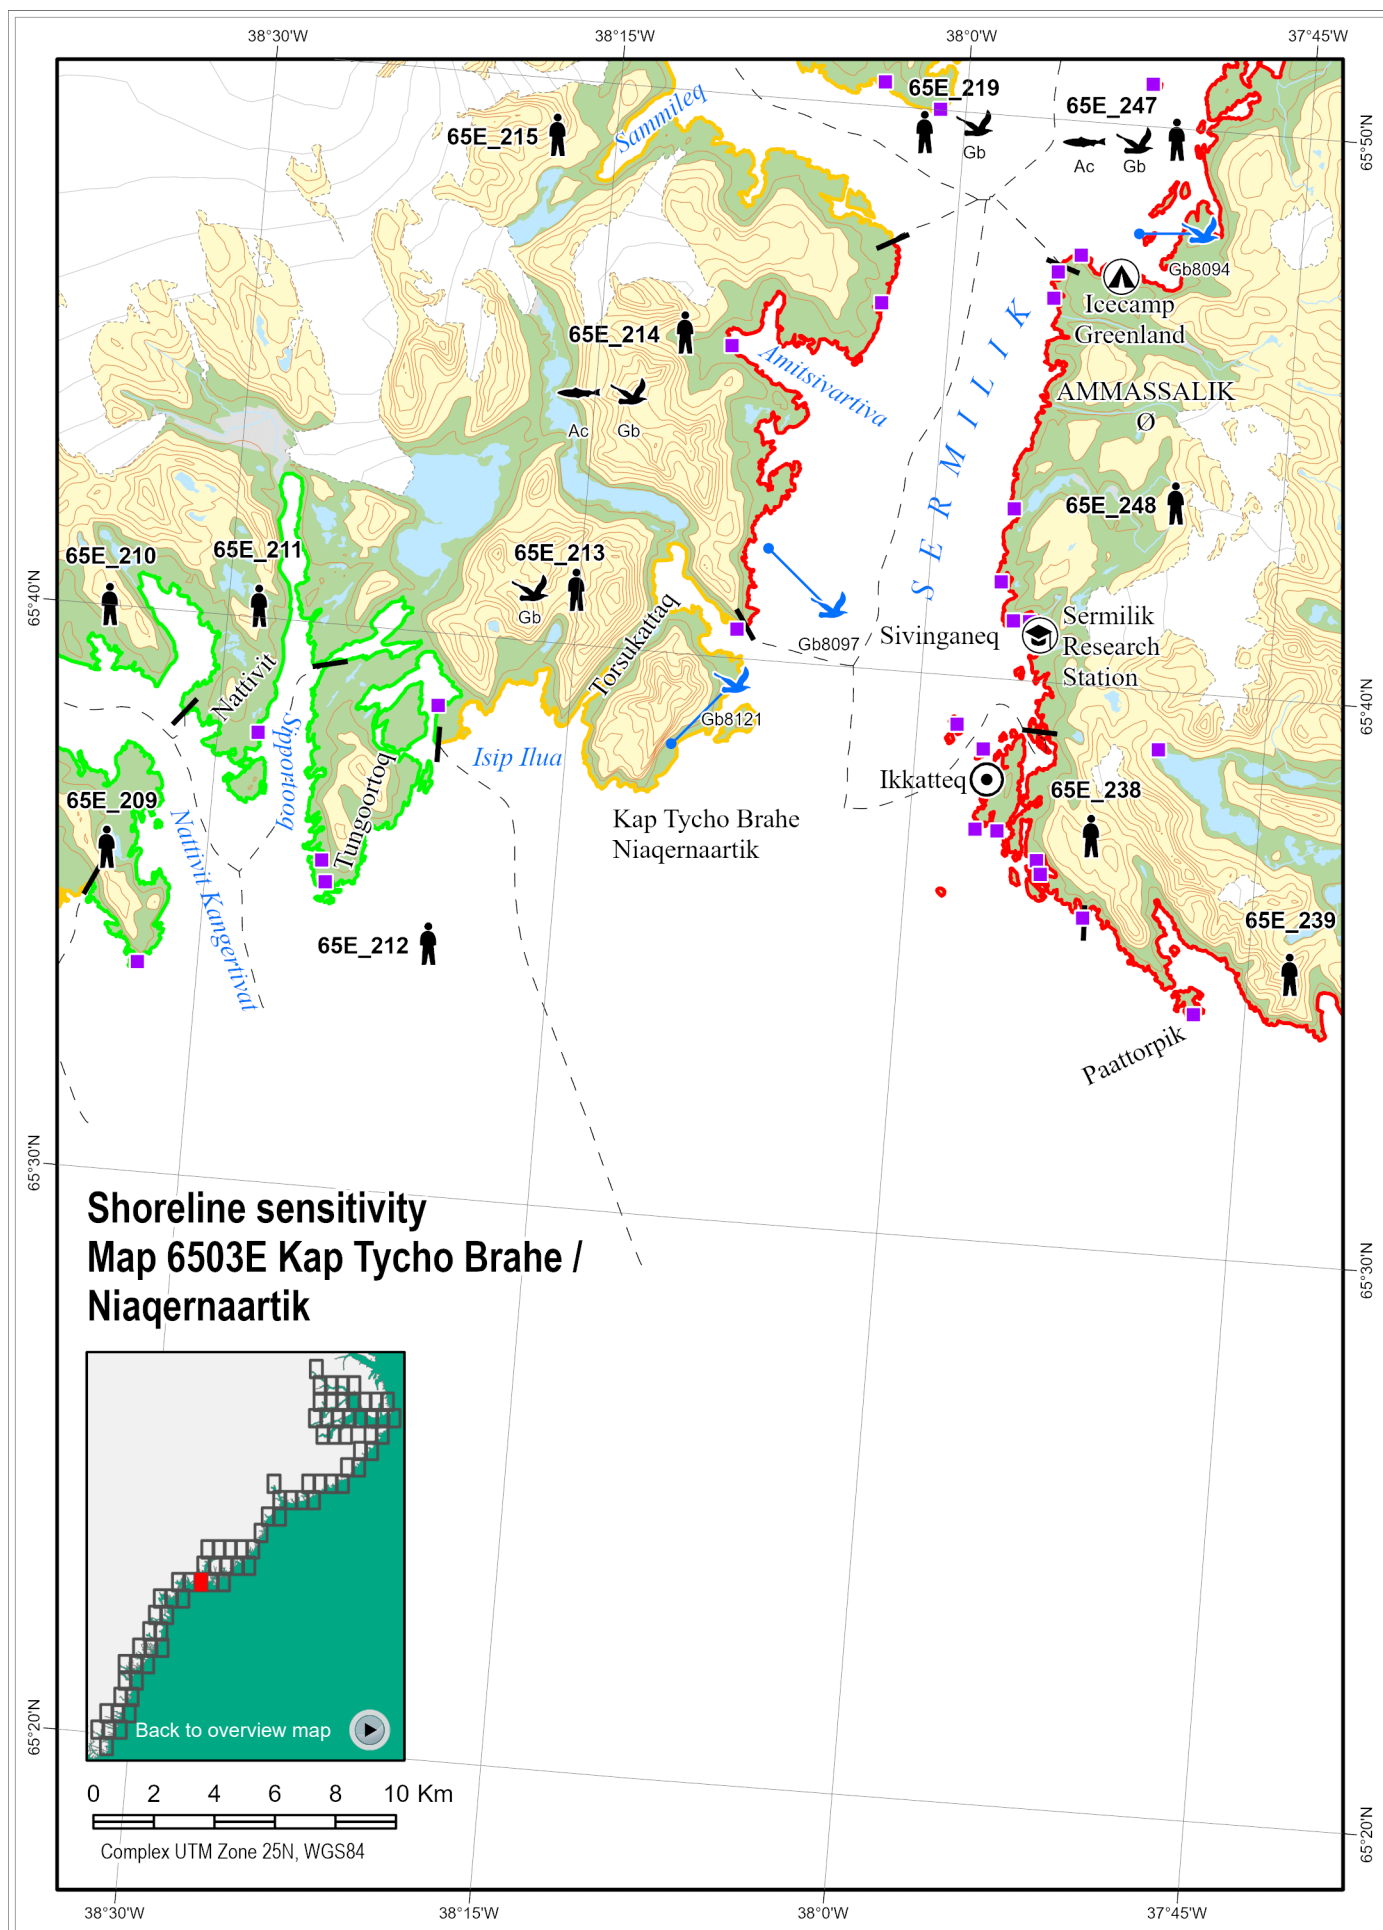 38°30'W
38°15'W
38°0'W
37°45'W
65E_219
65E_247
65E_215
Sammileq
Gb
Ac
Gb
65°50'N
Gb8094
Icecamp
Greenland
65E_214
Amitsivartiva
SERMILIK
AMMASSALIK
Ø
Ac
Gb
65E_248
65E_210
65E_211
65E_213
Gb
65°40'N
Torsukattaq
Gb8097
Sivinganeq
Sermilik
Research
Station
Nattivit
Sipportooq
Gb8121
65°40'N
Isip Ilua
Ikkatteq
65E_238
65E_209
Tungoortoq
Nattivit Kangertivat
Kap Tycho Brahe
Niaqernaartik
65E_212
65E_239
Paattorpik
65°30'N
Shoreline sensitivity
Map 6503E Kap Tycho Brahe /
Niaqernaartik
65°30'N
Back to overview map
65°20'N
0 2 4 6 8 10 Km
Complex UTM Zone 25N, WGS84
65°20'N
38°30'W
38°15'W
38°0'W
37°45'W